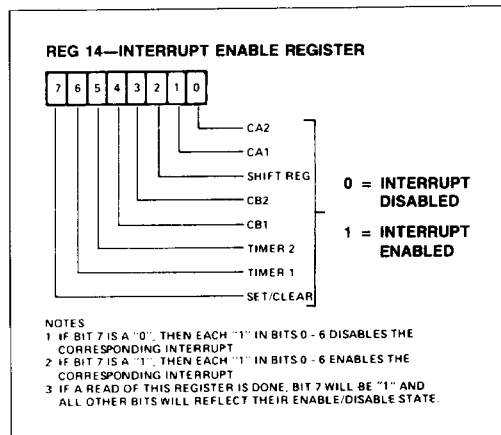 REG 14—INTERRUPT ENABLE REGISTER
7 6 5 4 3 2 1 0
CA2
CA1
SHIFT REG
CB2
CB1
TIMER 2
TIMER 1
SET/CLEAR
0 = INTERRUPT
DISABLED
1 = INTERRUPT
ENABLED
NOTES
1 IF BIT 7 IS A "0", THEN EACH "1" IN BITS 0 - 6 DISABLES THE
CORRESPONDING INTERRUPT
2 IF BIT 7 IS A "1", THEN EACH "1" IN BITS 0 - 6 ENABLES THE
CORRESPONDING INTERRUPT
3 IF A READ OF THIS REGISTER IS DONE, BIT 7 WILL BE "1" AND
ALL OTHER BITS WILL REFLECT THEIR ENABLE/DISABLE STATE.